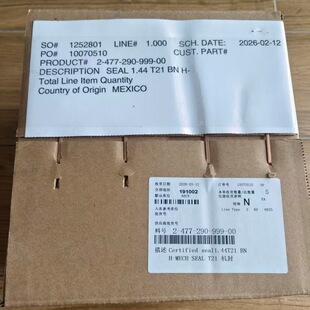 SO# 1252801 LINE# 1.000 SCH. DATE: 2026-02-12
PO# 10070510 CUST. PART#
PRODUCT# 2-477-290-999-00
DESCRIPTION SEAL 1.44 T21 BN H-
Total Line Item Quantity
Country of Origin MEXICO
191002
N
料号 2-477-290-999-00
描述 Certified seal1.44T21 BN
H-MECH SEAL T21 机封